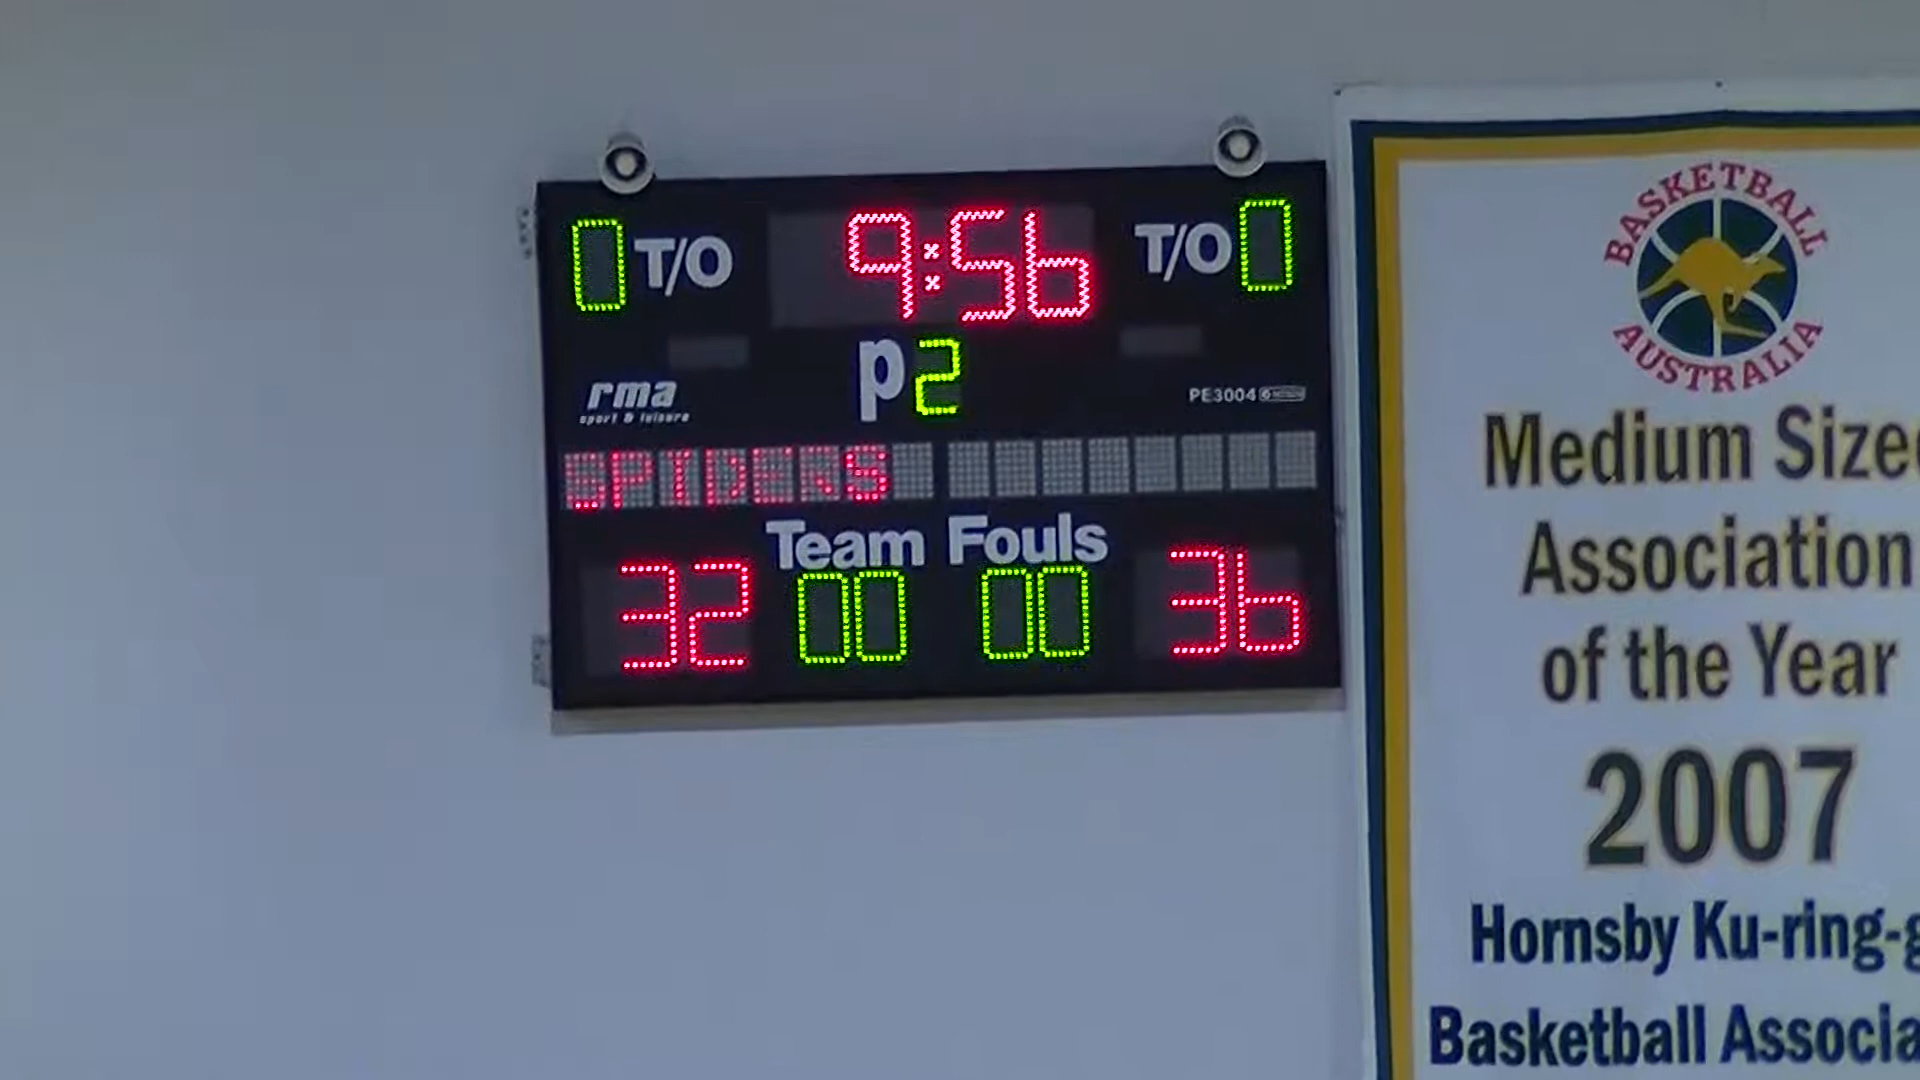 0 T/O 9:56 T/O 0
P2
rma
sport & leisure
PE3004
SPIDERS
Team Fouls
32 00 00 36
BASKETBALL
AUSTRALIA
Medium Size
Association
of the Year
2007
Hornsby Ku-ring-g
Basketball Associa